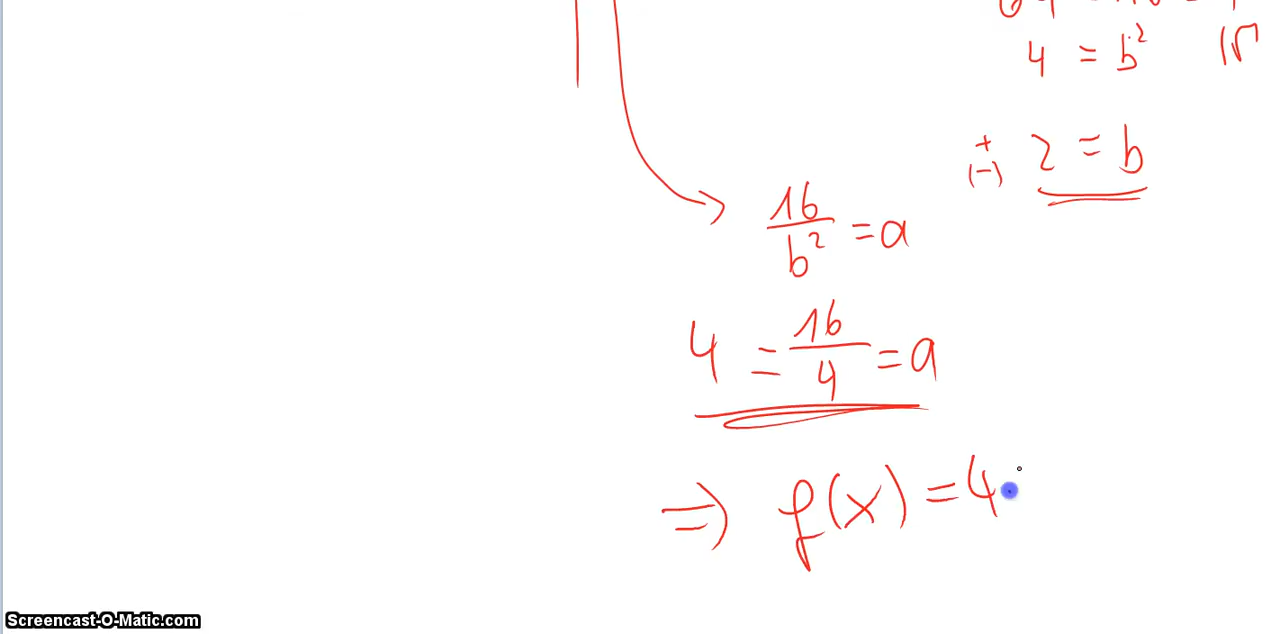 4 = b²
+
(-) 2 = b
16/b² = a
4 = 16/4 = a
⇒ f(x) = 4
Screencast-O-Matic.com